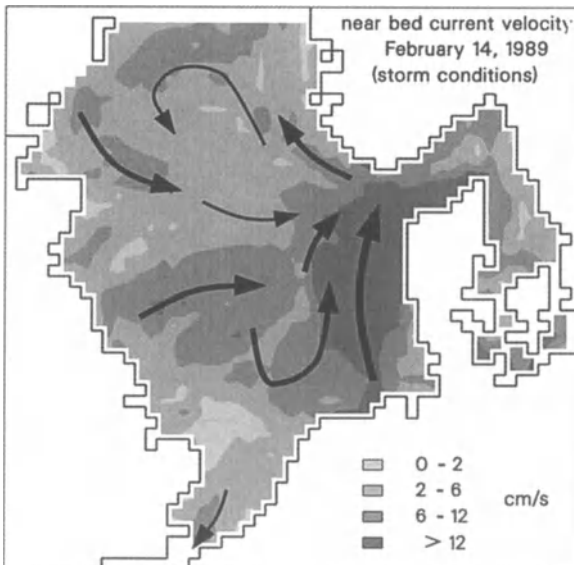 near bed current velocity
February 14, 1989
(storm conditions)
0 - 2
2 - 6
6 - 12
> 12
cm/s